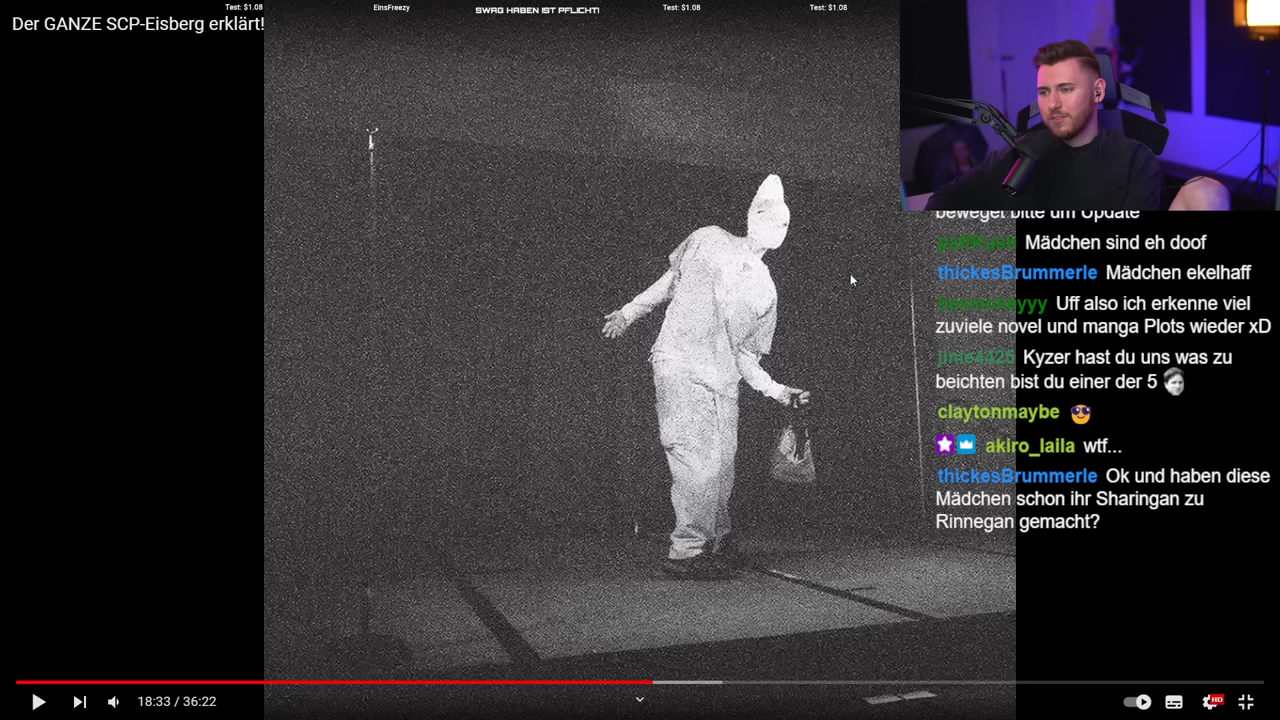 Test: $1.08
EinsFreezy
SWAG HABEN IST PFLICHT!
Test: $1.08
Test: $1.08
Der GANZE SCP-Eisberg erklärt!
beweget bitte um Update
Mädchen sind eh doof
thickesBrummerle Mädchen ekelhaff
Uff also ich erkenne viel
zuviele novel und manga Plots wieder xD
jinie4425 Kyzer hast du uns was zu
beichten bist du einer der 5
claytonmaybe
akiro_laila wtf...
thickesBrummerle Ok und haben diese
Mädchen schon ihr Sharingan zu
Rinnegan gemacht?
18:33 / 36:22
HD